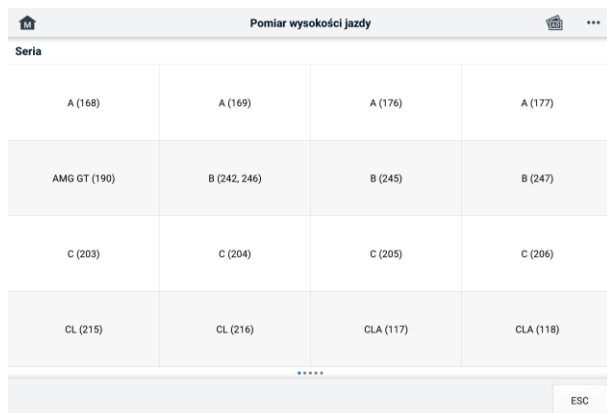 M Pomiar wysokości jazdy AD
Seria
A (168) A (169) A (176) A (177)
AMG GT (190) B (242, 246) B (245) B (247)
C (203) C (204) C (205) C (206)
CL (215) CL (216) CLA (117) CLA (118)
ESC